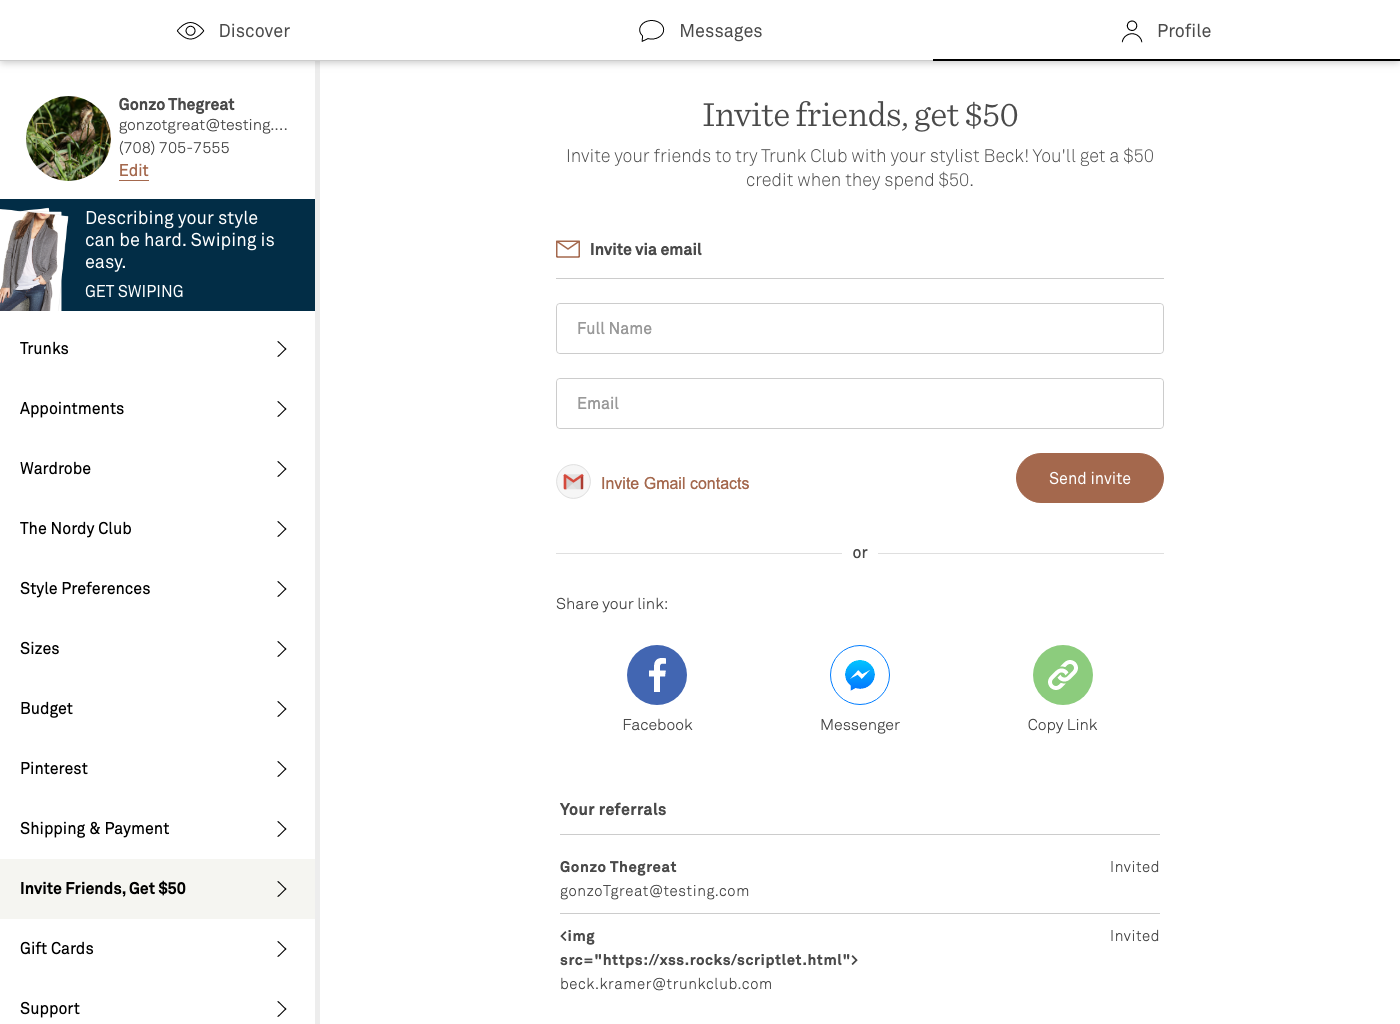 Discover
Messages
Profile
Gonzo Thegreat
gonzotgreat@testing....
(708) 705-7555
Edit
Describing your style
can be hard. Swiping is
easy.
GET SWIPING
Trunks
Appointments
Wardrobe
The Nordy Club
Style Preferences
Sizes
Budget
Pinterest
Shipping & Payment
Invite Friends, Get $50
Gift Cards
Support
Invite friends, get $50
Invite your friends to try Trunk Club with your stylist Beck! You'll get a $50
credit when they spend $50.
Invite via email
Full Name
Email
Invite Gmail contacts
Send invite
or
Share your link:
Facebook
Messenger
Copy Link
Your referrals
Gonzo Thegreat
Invited
gonzoTgreat@testing.com
<img
Invited
src="https://xss.rocks/scriptlet.html">
beck.kramer@trunkclub.com